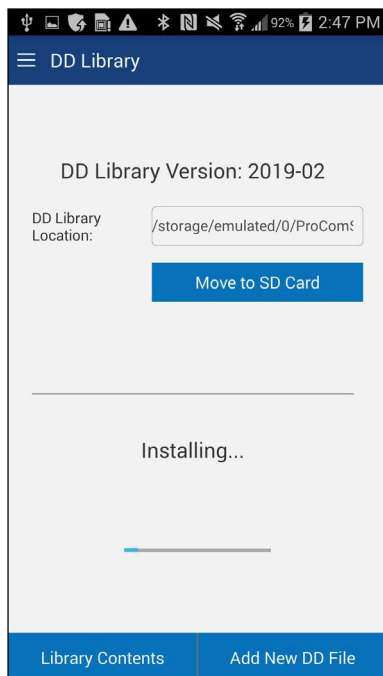 92% 2:47 PM
DD Library
DD Library Version: 2019-02
DD Library
Location:
/storage/emulated/0/ProComS
Move to SD Card
Installing...
Library Contents
Add New DD File